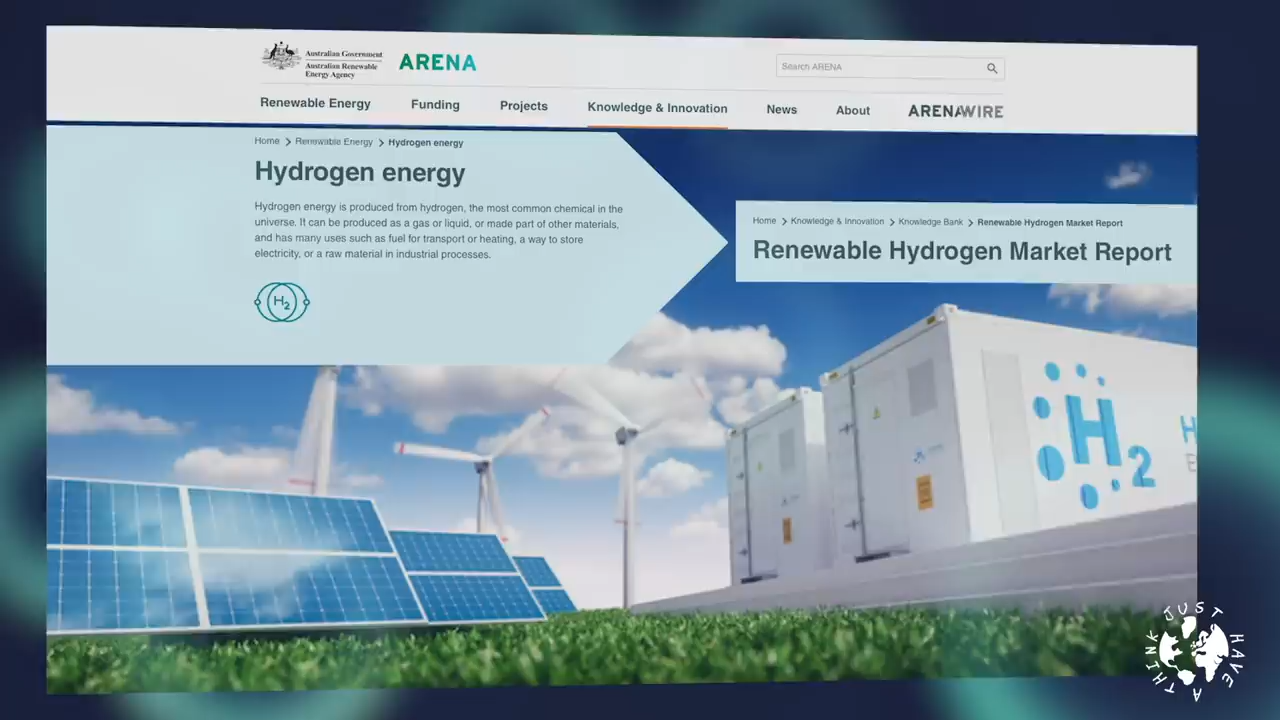 Australian Government
Australian Renewable
Energy Agency
ARENA
Search ARENA
Renewable Energy Funding Projects Knowledge & Innovation News About ARENAWIRE
Home > Renewable Energy > Hydrogen energy
Hydrogen energy
Hydrogen energy is produced from hydrogen, the most common chemical in the
universe. It can be produced as a gas or liquid, or made part of other materials,
and has many uses such as fuel for transport or heating, a way to store
electricity, or a raw material in industrial processes.
H2
Home > Knowledge & Innovation > Knowledge Bank > Renewable Hydrogen Market Report
Renewable Hydrogen Market Report
H2
JUST HAVE A THINK